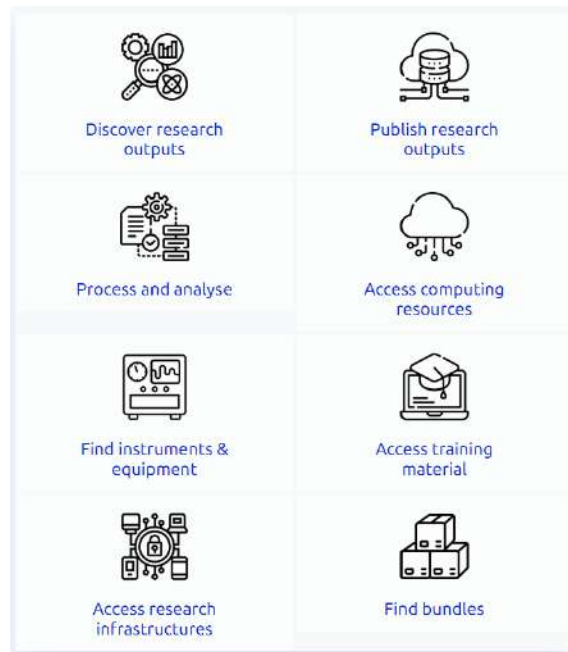 Discover research
outputs
Publish research
outputs
Process and analyse
Access computing
resources
Find instruments &
equipment
Access training
material
Access research
infrastructures
Find bundles